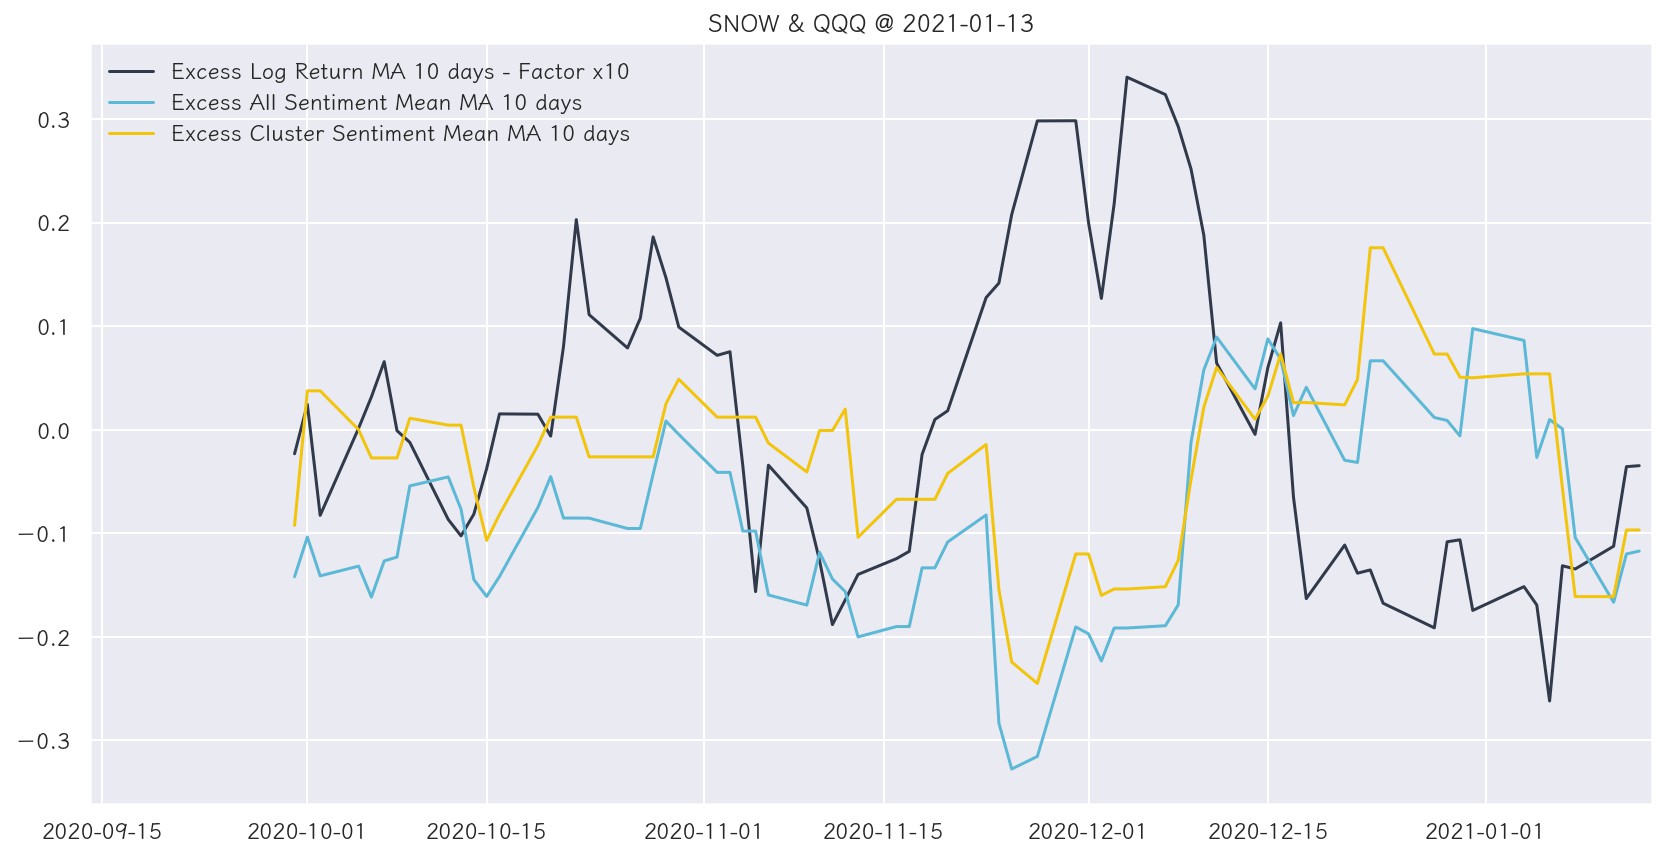 SNOW & QQQ @ 2021-01-13
Excess Log Return MA 10 days - Factor x10
Excess All Sentiment Mean MA 10 days
Excess Cluster Sentiment Mean MA 10 days
0.3
0.2
0.1
0.0
−0.1
−0.2
−0.3
2020-09-15 2020-10-01 2020-10-15 2020-11-01 2020-11-15 2020-12-01 2020-12-15 2021-01-01